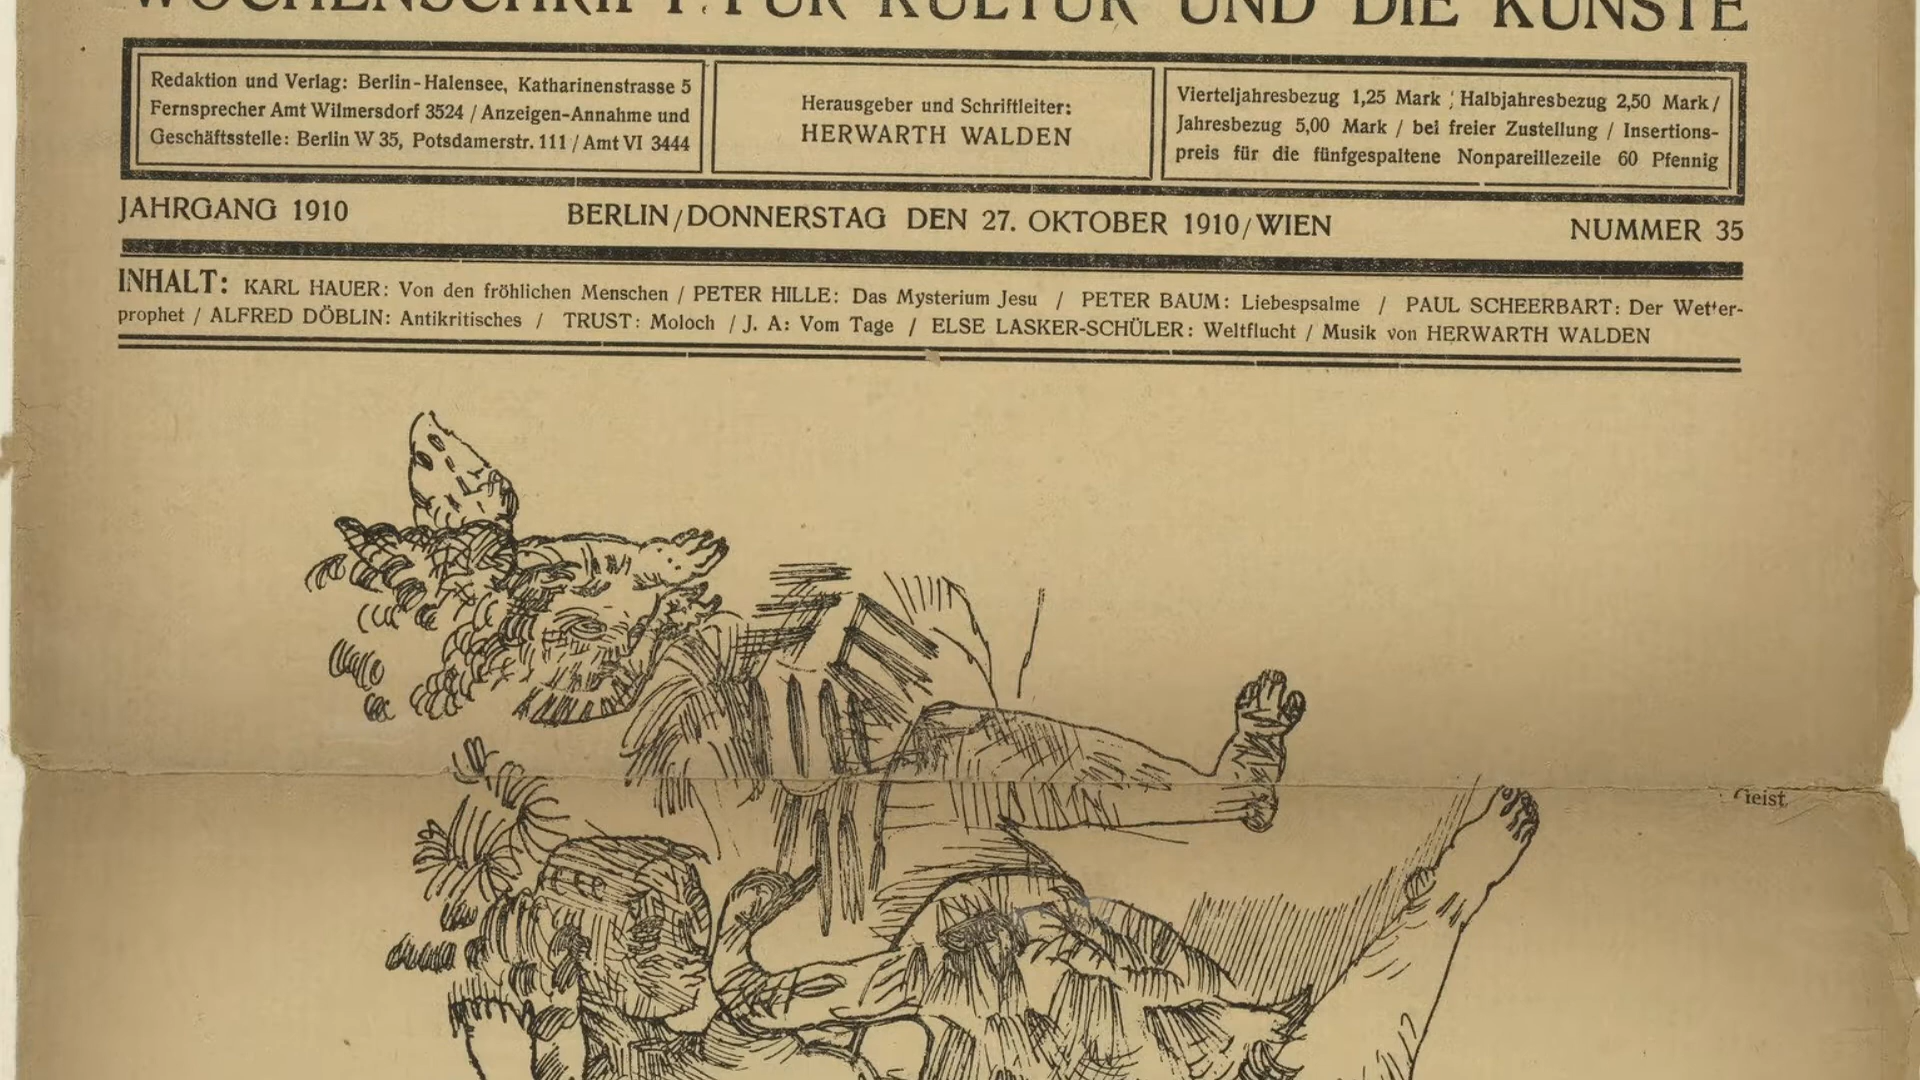 WOCHENSCHRIFT FÜR KULTUR UND DIE KÜNSTE
Redaktion und Verlag: Berlin-Halensee, Katharinenstrasse 5
Fernsprecher Amt Wilmersdorf 3524 / Anzeigen-Annahme und
Geschäftsstelle: Berlin W 35, Potsdamerstr. 111 / Amt VI 3444
Herausgeber und Schriftleiter:
HERWARTH WALDEN
Vierteljahresbezug 1,25 Mark / Halbjahresbezug 2,50 Mark /
Jahresbezug 5,00 Mark / bei freier Zustellung / Insertions-
preis für die fünfgespaltene Nonpareillezeile 60 Pfennig
JAHRGANG 1910
BERLIN/DONNERSTAG DEN 27. OKTOBER 1910/WIEN
NUMMER 35
INHALT: KARL HAUER: Von den fröhlichen Menschen / PETER HILLE: Das Mysterium Jesu / PETER BAUM: Liebespsalme / PAUL SCHEERBART: Der Wetter-
prophet / ALFRED DÖBLIN: Antikritisches / TRUST: Moloch / J. A: Vom Tage / ELSE LASKER-SCHÜLER: Weltflucht / Musik von HERWARTH WALDEN